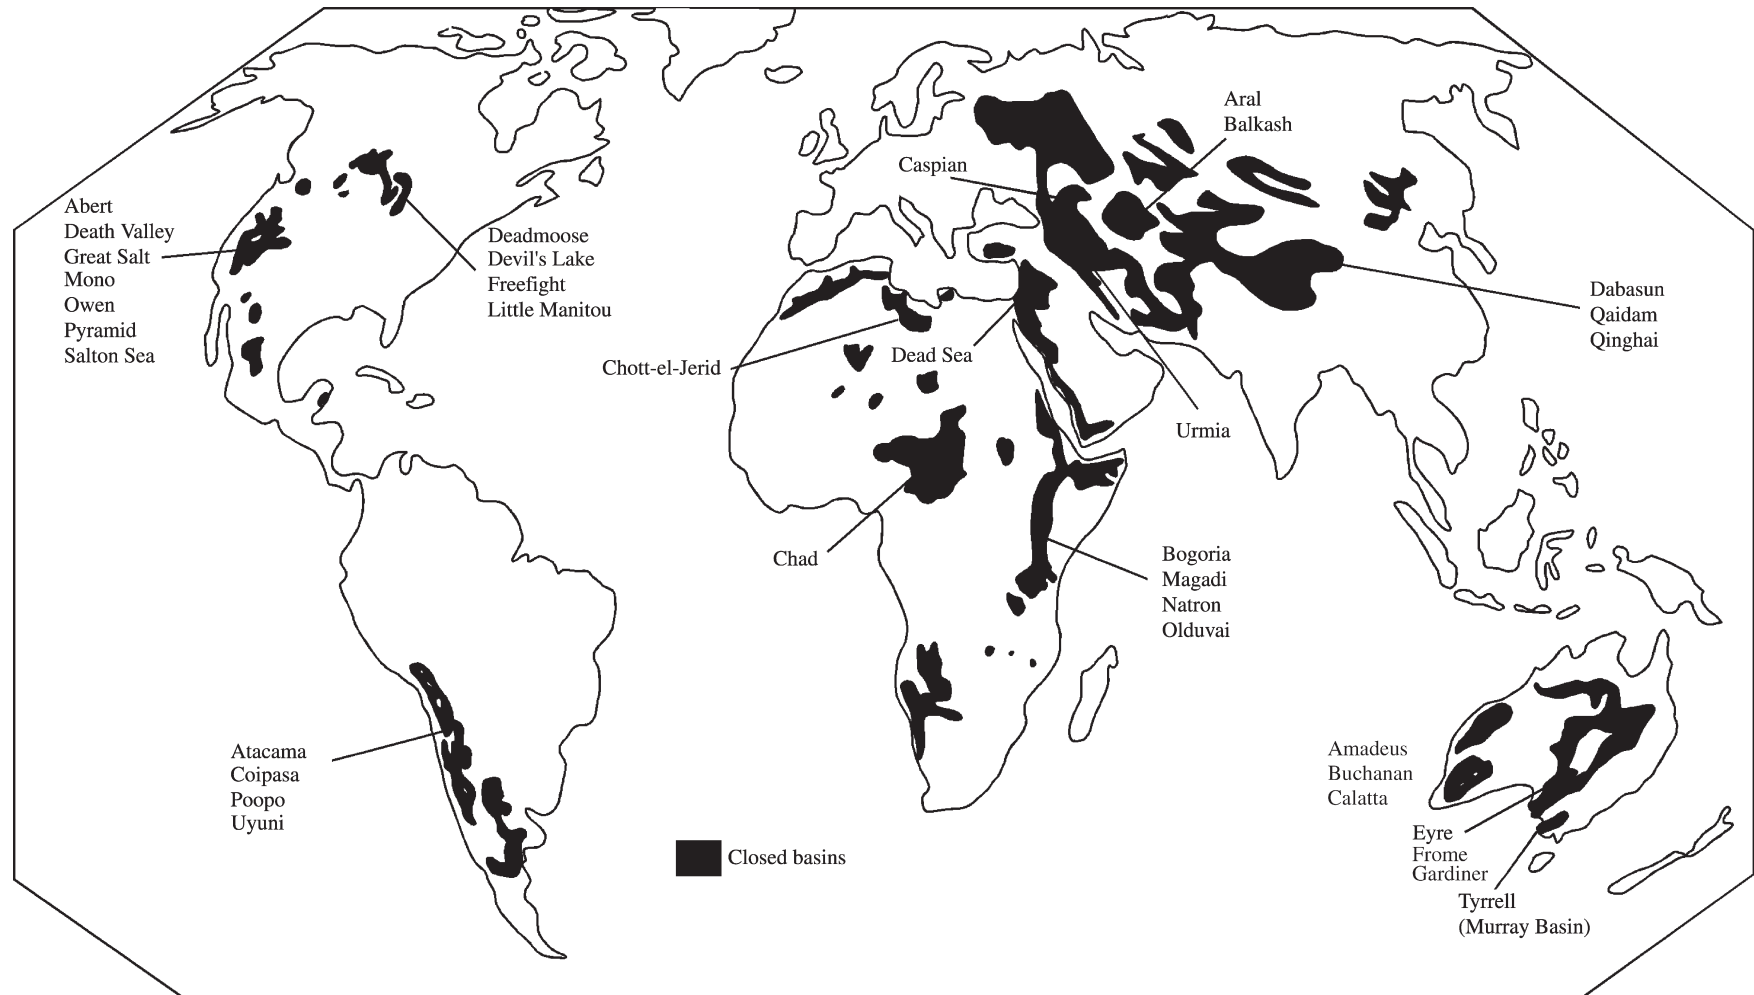 Aral
Balkash
Caspian
Abert
Death Valley
Great Salt
Mono
Owen
Pyramid
Salton Sea
Deadmoose
Devil's Lake
Freefight
Little Manitou
Dabasun
Qaidam
Qinghai
Chott-el-Jerid
Dead Sea
Urmia
Chad
Bogoria
Magadi
Natron
Olduvai
Atacama
Coipasa
Poopo
Uyuni
Amadeus
Buchanan
Calatta
Eyre
Frome
Gardiner
Tyrrell
(Murray Basin)
Closed basins